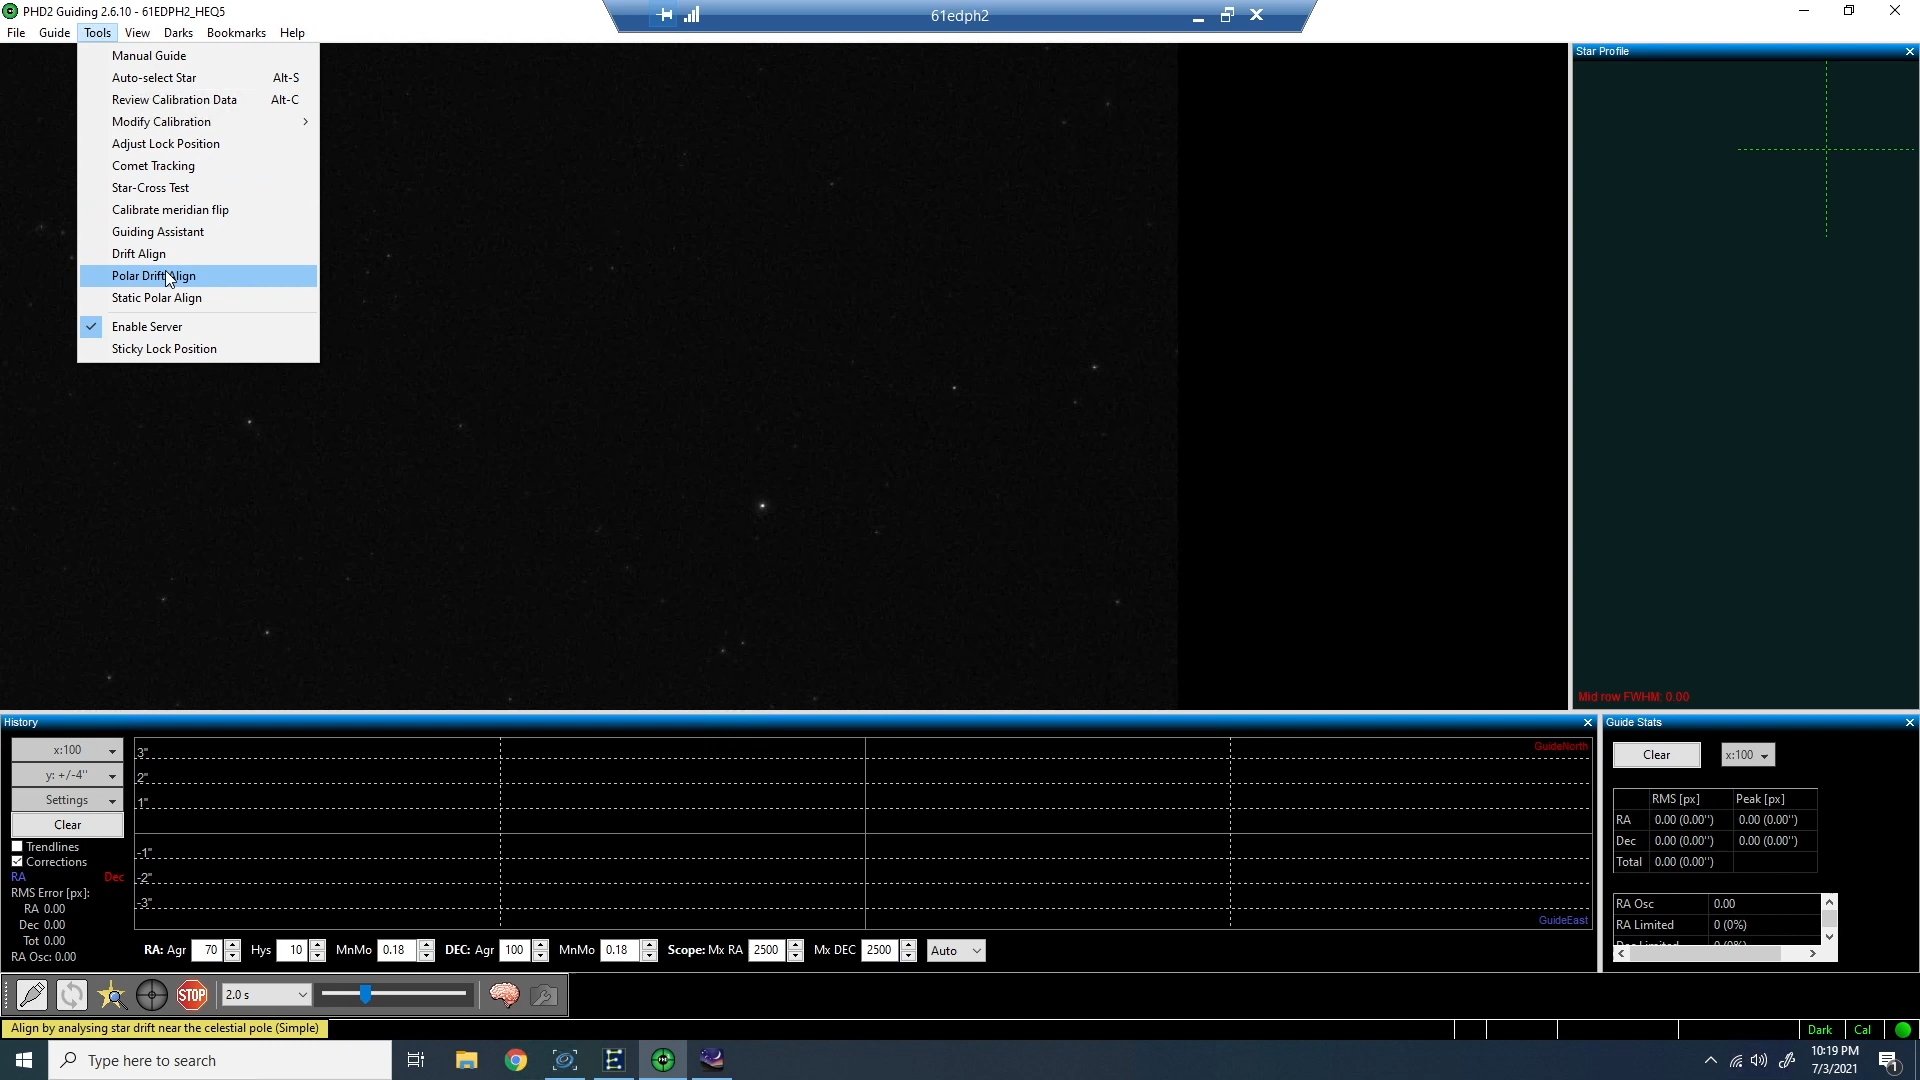 PHD2 Guiding 2.6.10 - 61EDPH2_HEQ5
61edph2
File Guide Tools View Darks Bookmarks Help
Manual Guide
Auto-select Star Alt-S
Review Calibration Data Alt-C
Modify Calibration
Adjust Lock Position
Comet Tracking
Star-Cross Test
Calibrate meridian flip
Guiding Assistant
Drift Align
Polar Drift Align
Static Polar Align
Enable Server
Sticky Lock Position
Star Profile
Mid row FWHM: 0.00
History
x:100
y: +/-4"
Settings
Clear
Trendlines
Corrections
RA Dec
RMS Error [px]:
RA 0.00
Dec 0.00
Tot 0.00
RA Osc: 0.00
3"
2"
1"
-1"
-2"
-3"
GuideNorth
GuideEast
RA: Agr 70 Hys 10 MnMo 0.18 DEC: Agr 100 MnMo 0.18 Scope: Mx RA 2500 Mx DEC 2500 Auto
Guide Stats
Clear x:100
RMS [px] Peak [px]
RA 0.00 (0.00") 0.00 (0.00")
Dec 0.00 (0.00") 0.00 (0.00")
Total 0.00 (0.00")
RA Osc 0.00
RA Limited 0 (0%)
Dec Limited 0 (0%)
STOP 2.0 s
Align by analysing star drift near the celestial pole (Simple)
Dark Cal
Type here to search
PHD
10:19 PM
7/3/2021
1